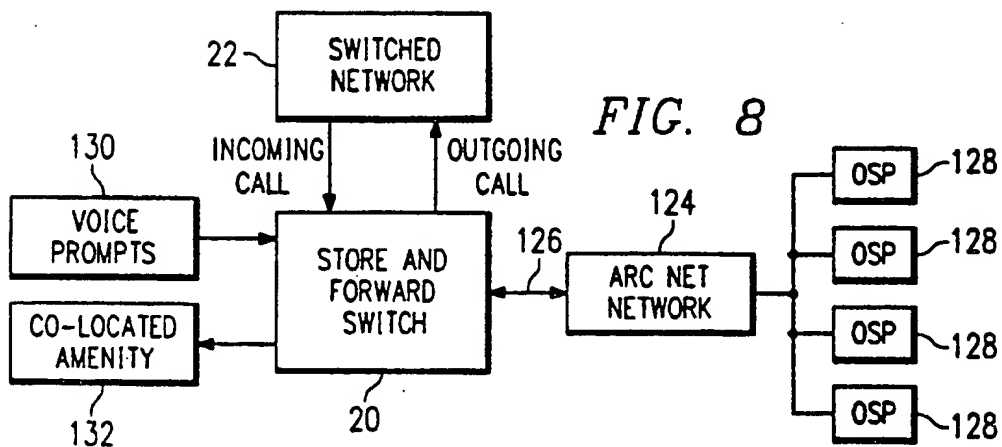 22
SWITCHED
NETWORK
FIG. 8
130
INCOMING
CALL
OUTGOING
CALL
VOICE
PROMPTS
STORE AND
FORWARD
SWITCH
126
124
ARC NET
NETWORK
OSP
128
OSP
128
OSP
128
OSP
128
CO-LOCATED
AMENITY
132
20